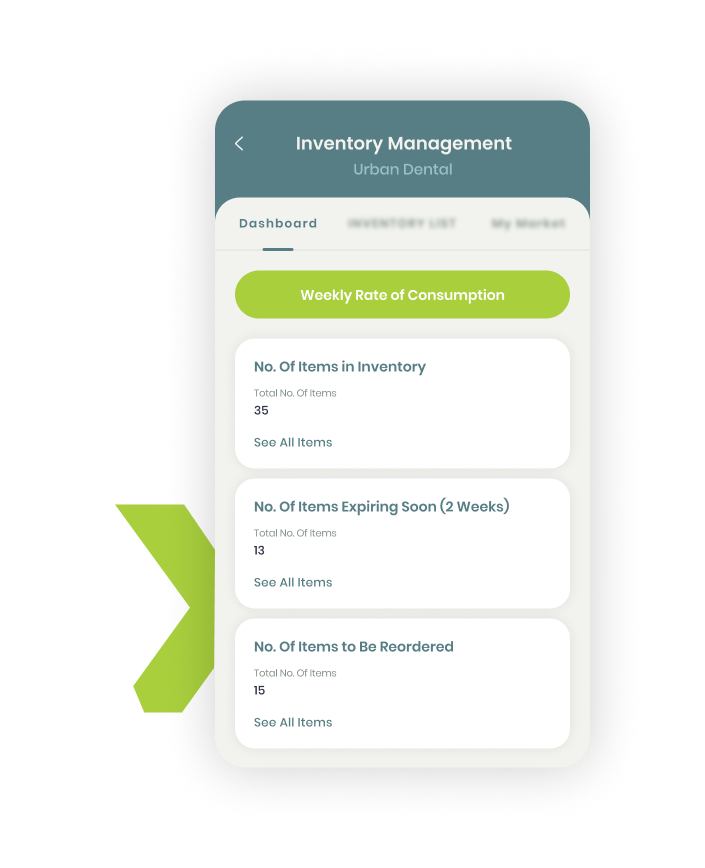 Inventory Management
Urban Dental
Dashboard INVENTORY LIST My Market
Weekly Rate of Consumption
No. Of Items in Inventory
Total No. Of Items
35
See All Items
No. Of Items Expiring Soon (2 Weeks)
Total No. Of Items
13
See All Items
No. Of Items to Be Reordered
Total No. Of Items
15
See All Items